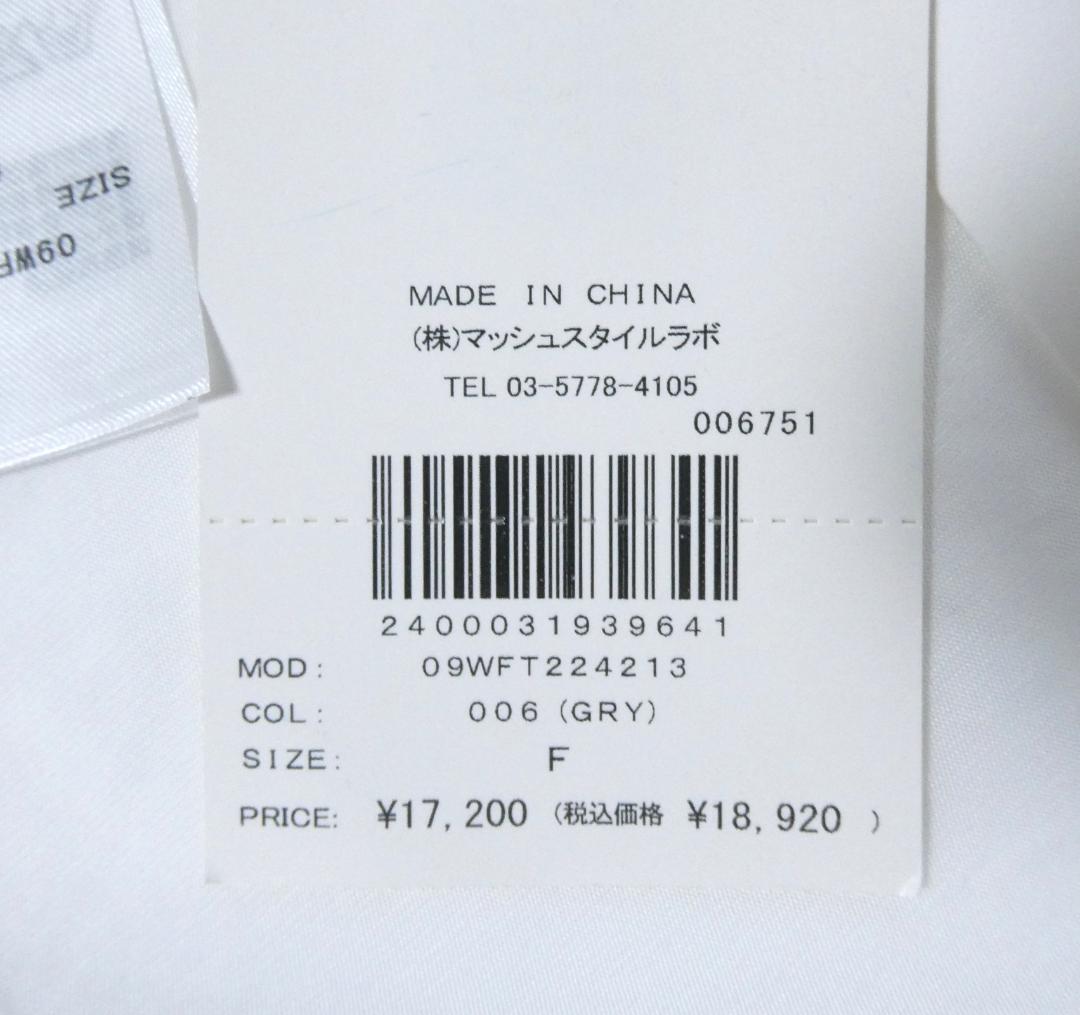 MADE IN CHINA
(株)マッシュスタイルラボ
TEL 03-5778-4105
006751
2400031939641
MOD: 09WFT224213
COL: 006 (GRY)
SIZE: F
PRICE: ¥17,200 (税込価格 ¥18,920 )
SIZE
09WF